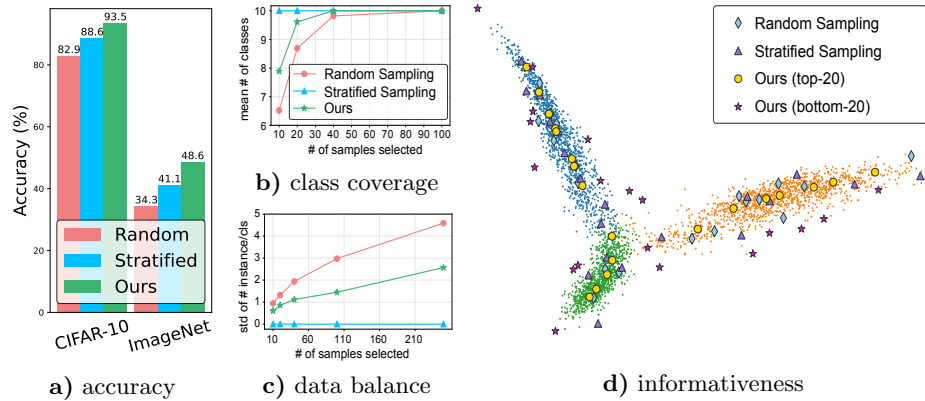 93.5
88.6
82.9
48.6
41.1
34.3
80
60
40
20
0
Accuracy (%)
Random
Stratified
Ours
CIFAR-10
ImageNet
a) accuracy
10
9
8
7
6
mean # of classes
Random Sampling
Stratified Sampling
Ours
10 20 40 60 80 100
# of samples selected
b) class coverage
5
4
3
2
1
0
std of # instance/cls
10 60 110 160 210
# of samples selected
c) data balance
Random Sampling
Stratified Sampling
Ours (top-20)
Ours (bottom-20)
d) informativeness